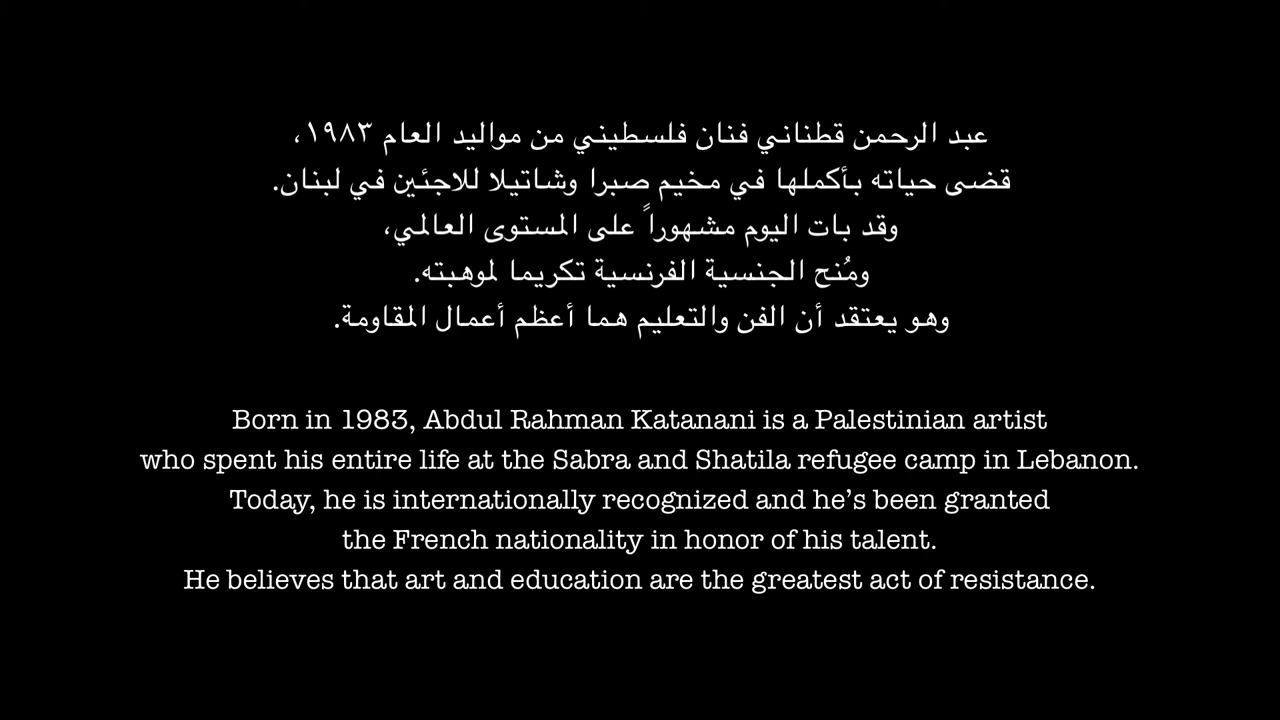 عبد الرحمن قطناني فنان فلسطيني من مواليد العام ١٩٨٣،
قضى حياته بأكملها في مخيم صبرا وشاتيلا للاجئين في لبنان.
وقد بات اليوم مشهوراً على المستوى العالمي،
ومُنح الجنسية الفرنسية تكريما لموهبته.
وهو يعتقد أن الفن والتعليم هما أعظم أعمال المقاومة.
Born in 1983, Abdul Rahman Katanani is a Palestinian artist
who spent his entire life at the Sabra and Shatila refugee camp in Lebanon.
Today, he is internationally recognized and he’s been granted
the French nationality in honor of his talent.
He believes that art and education are the greatest act of resistance.